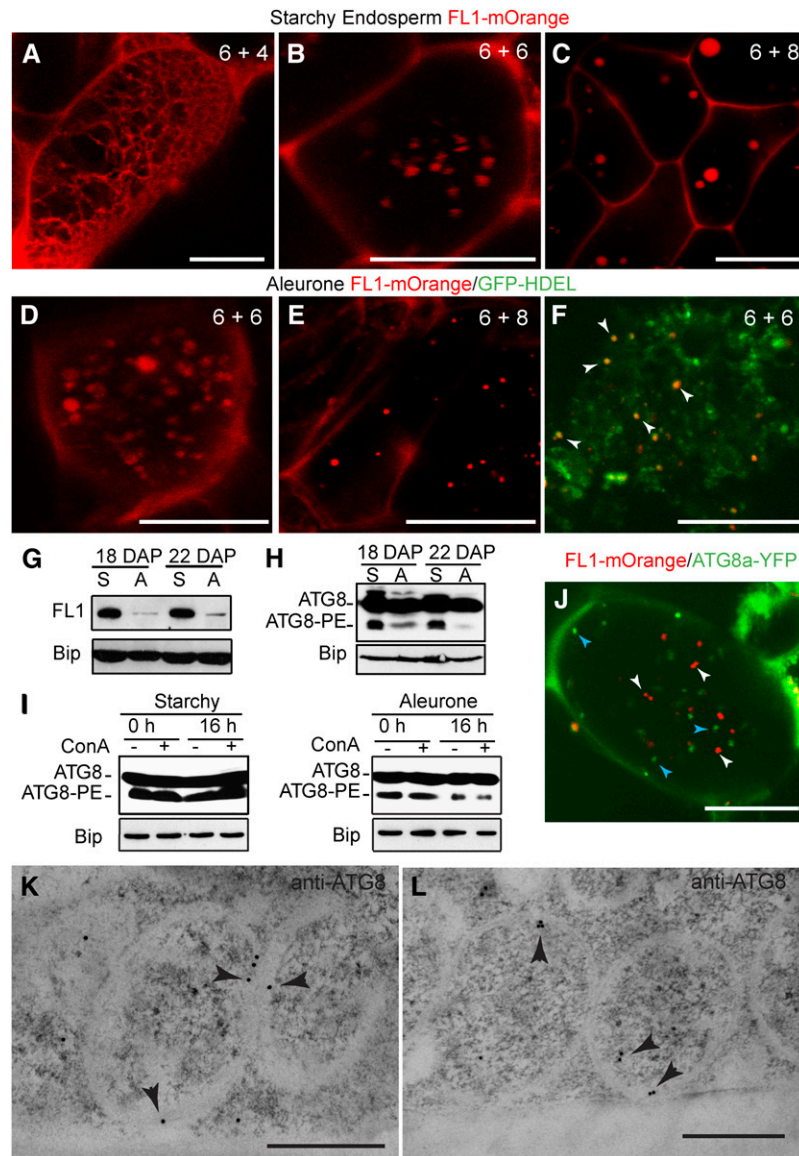 Starchy Endosperm FL1-mOrange
A 6 + 4
B 6 + 6
C 6 + 8
Aleurone FL1-mOrange/GFP-HDEL
D 6 + 6
E 6 + 8
F 6 + 6
G
18 DAP 22 DAP
S A S A
FL1
Bip
H
18 DAP 22 DAP
S A S A
ATG8
ATG8-PE
Bip
FL1-mOrange/ATG8a-YFP
J
I
Starchy
0 h 16 h
ConA - + - +
ATG8
ATG8-PE
Bip
Aleurone
0 h 16 h
ConA - + - +
ATG8
ATG8-PE
Bip
K anti-ATG8
L anti-ATG8